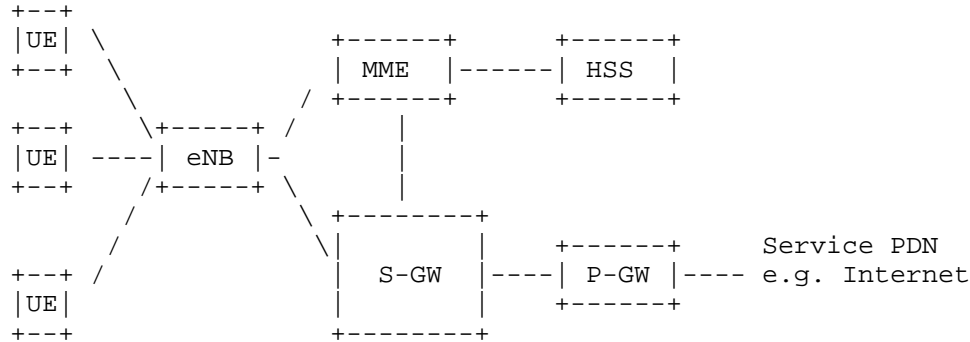 UE
MME HSS
UE eNB
Service PDN
UE S-GW P-GW e.g. Internet